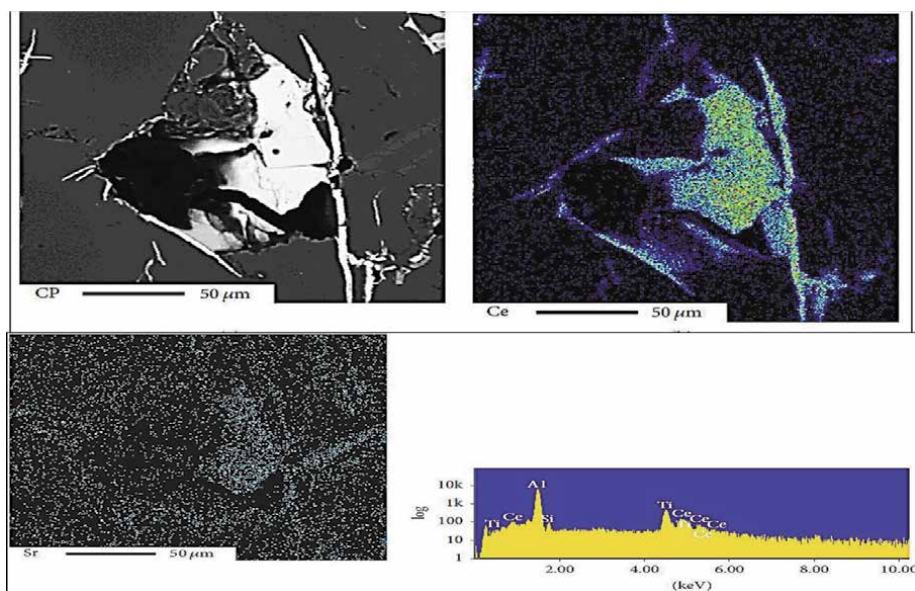 CP 50 μm
Ce 50 μm
Sr 50 μm
log
10k
1k
100
10
1
Ti Ce Al Si Ti Ce Ce Ce Ce
2.00 4.00 6.00 8.00 10.00
(keV)